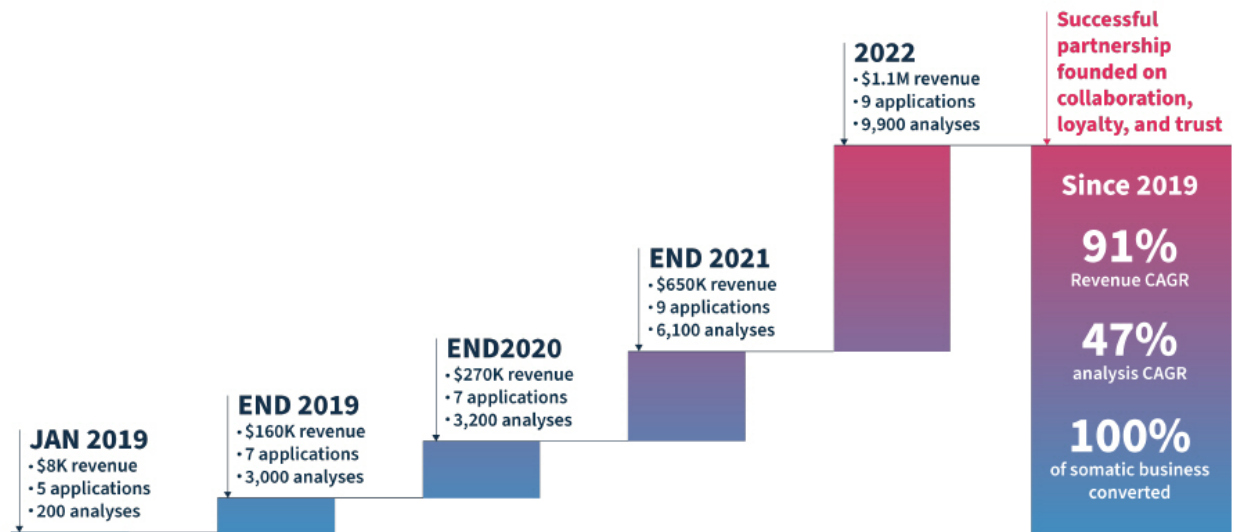 JAN 2019
• $8K revenue
• 5 applications
• 200 analyses
END 2019
• $160K revenue
• 7 applications
• 3,000 analyses
END2020
• $270K revenue
• 7 applications
• 3,200 analyses
END 2021
• $650K revenue
• 9 applications
• 6,100 analyses
2022
• $1.1M revenue
• 9 applications
• 9,900 analyses
Successful
partnership
founded on
collaboration,
loyalty, and trust
Since 2019
91%
Revenue CAGR
47%
analysis CAGR
100%
of somatic business
converted